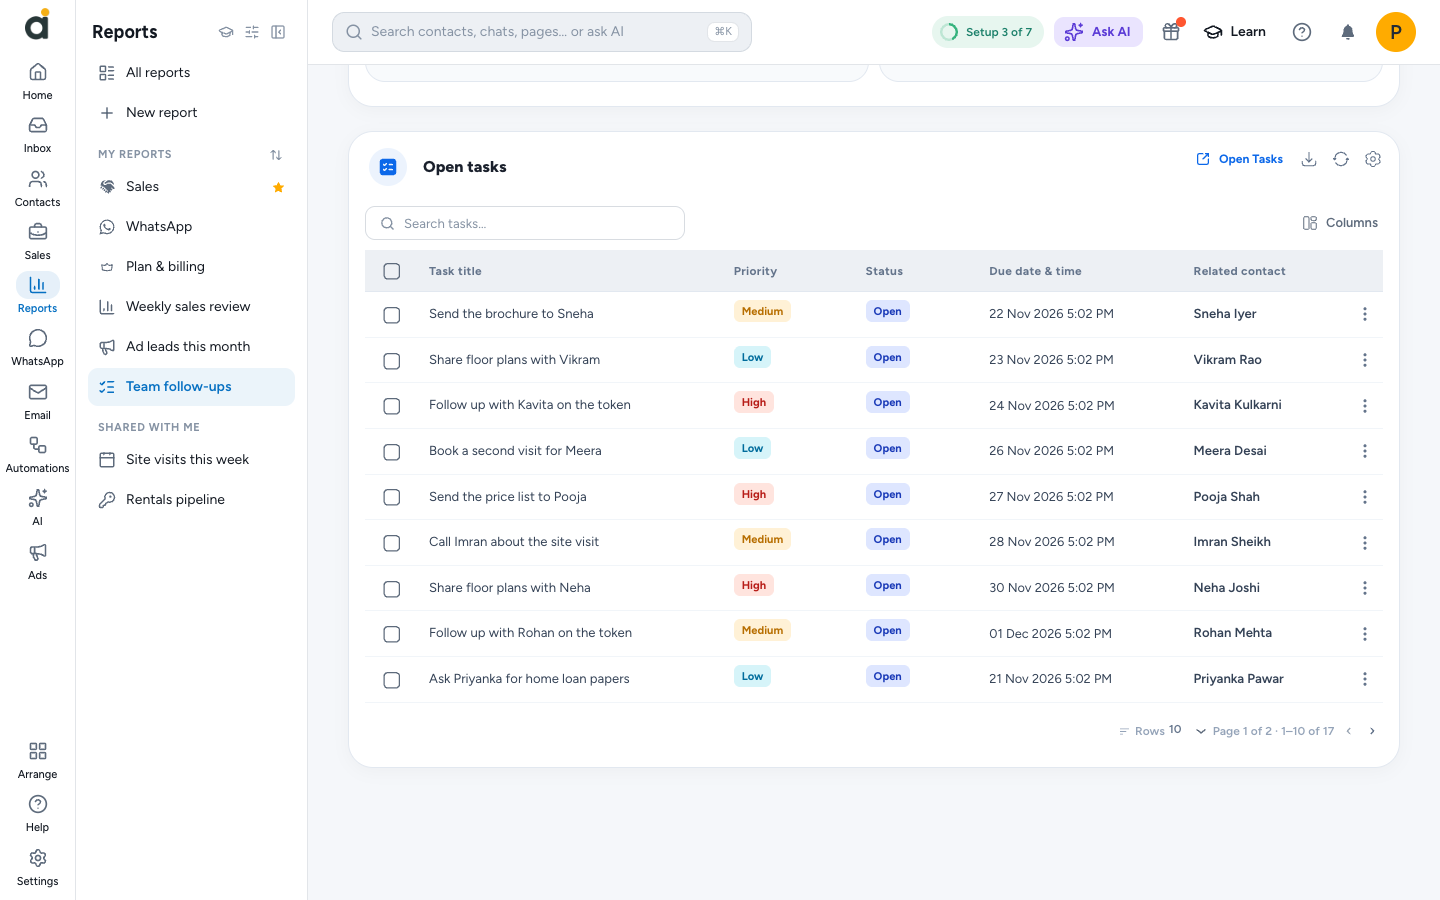 Reports
Search contacts, chats, pages... or ask AI
⌘K
Setup 3 of 7
Ask AI
Learn
P
Home
Inbox
Contacts
Sales
Reports
WhatsApp
Email
Automations
AI
Ads
Arrange
Help
Settings
All reports
New report
MY REPORTS
Sales
WhatsApp
Plan & billing
Weekly sales review
Ad leads this month
Team follow-ups
SHARED WITH ME
Site visits this week
Rentals pipeline
Open tasks
Open Tasks
Search tasks...
Columns
Task title Priority Status Due date & time Related contact
Send the brochure to Sneha Medium Open 22 Nov 2026 5:02 PM Sneha Iyer
Share floor plans with Vikram Low Open 23 Nov 2026 5:02 PM Vikram Rao
Follow up with Kavita on the token High Open 24 Nov 2026 5:02 PM Kavita Kulkarni
Book a second visit for Meera Low Open 26 Nov 2026 5:02 PM Meera Desai
Send the price list to Pooja High Open 27 Nov 2026 5:02 PM Pooja Shah
Call Imran about the site visit Medium Open 28 Nov 2026 5:02 PM Imran Sheikh
Share floor plans with Neha High Open 30 Nov 2026 5:02 PM Neha Joshi
Follow up with Rohan on the token Medium Open 01 Dec 2026 5:02 PM Rohan Mehta
Ask Priyanka for home loan papers Low Open 21 Nov 2026 5:02 PM Priyanka Pawar
Rows 10 Page 1 of 2 · 1–10 of 17